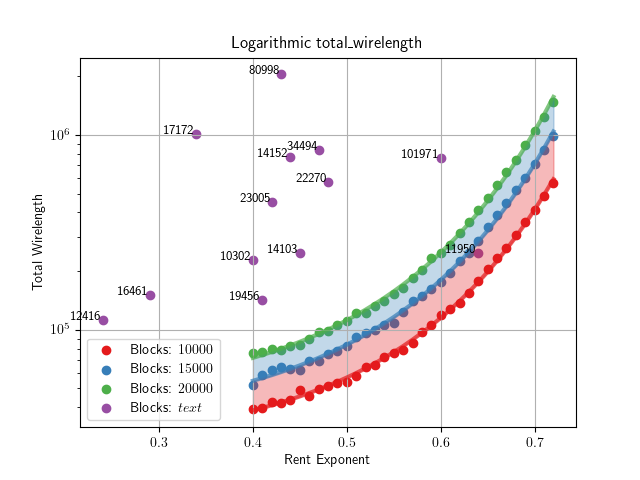 Logarithmic total_wirelength
80998
17172
34494
14152
101971
22270
23005
14103
11950
10302
16461
19456
12416
10^6
10^5
Total Wirelength
Blocks: 10000
Blocks: 15000
Blocks: 20000
Blocks: text
0.3 0.4 0.5 0.6 0.7
Rent Exponent